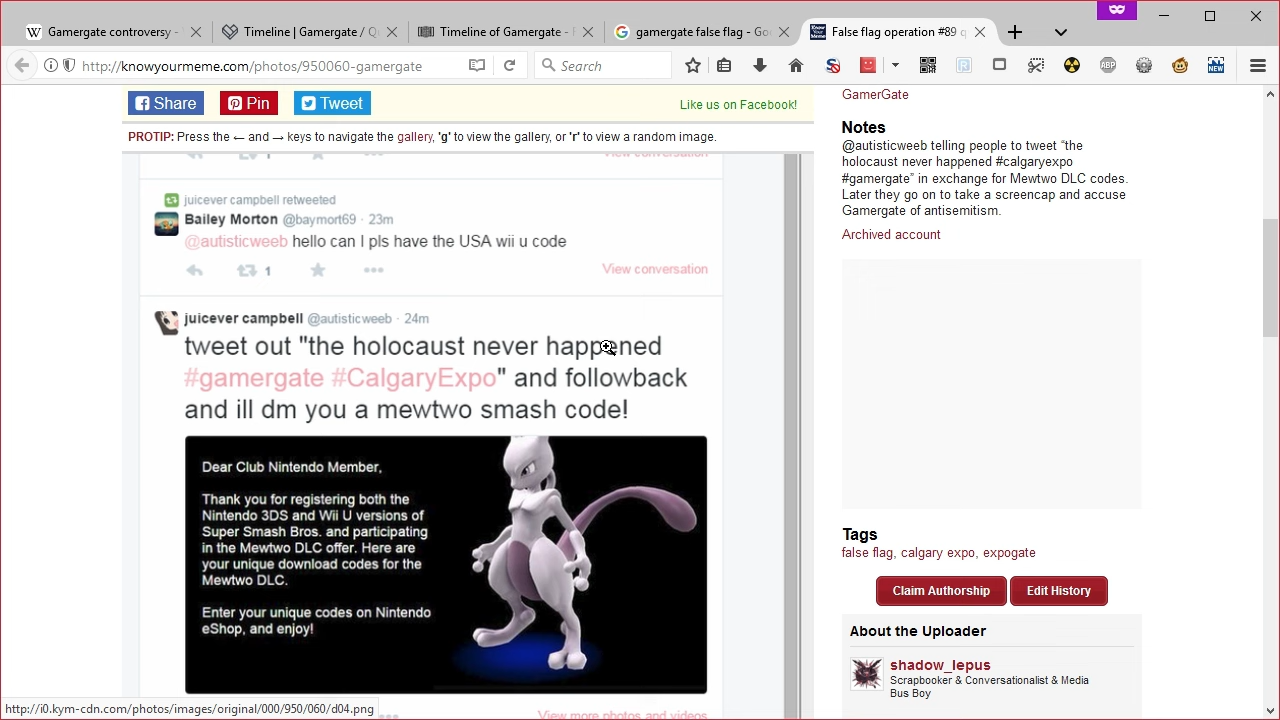 Gamergate controversy -
Timeline | Gamergate / Q
Timeline of Gamergate -
gamergate false flag - Go
False flag operation #89 q
http://knowyourmeme.com/photos/950060-gamergate
Search
ABP
NEW
Share
Pin
Tweet
Like us on Facebook!
PROTIP: Press the ← and → keys to navigate the gallery, 'g' to view the gallery, or 'r' to view a random image.
View conversation
juicever campbell retweeted
Bailey Morton @baymort69 · 23m
@autisticweeb hello can I pls have the USA wii u code
1
View conversation
juicever campbell @autisticweeb · 24m
tweet out "the holocaust never happened
#gamergate #CalgaryExpo" and followback
and ill dm you a mewtwo smash code!
Dear Club Nintendo Member,
Thank you for registering both the
Nintendo 3DS and Wii U versions of
Super Smash Bros. and participating
in the Mewtwo DLC offer. Here are
your unique download codes for the
Mewtwo DLC.
Enter your unique codes on Nintendo
eShop, and enjoy!
View more photos and videos
http://i0.kym-cdn.com/photos/images/original/000/950/060/d04.png
GamerGate
Notes
@autisticweeb telling people to tweet “the
holocaust never happened #calgaryexpo
#gamergate” in exchange for Mewtwo DLC codes.
Later they go on to take a screencap and accuse
Gamergate of antisemitism.
Archived account
Tags
false flag, calgary expo, expogate
Claim Authorship
Edit History
About the Uploader
shadow_lepus
Scrapbooker & Conversationalist & Media
Bus Boy